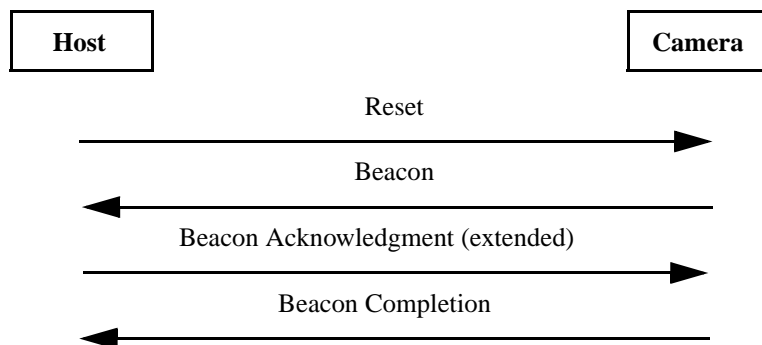 Host
Camera
Reset
Beacon
Beacon Acknowledgment (extended)
Beacon Completion